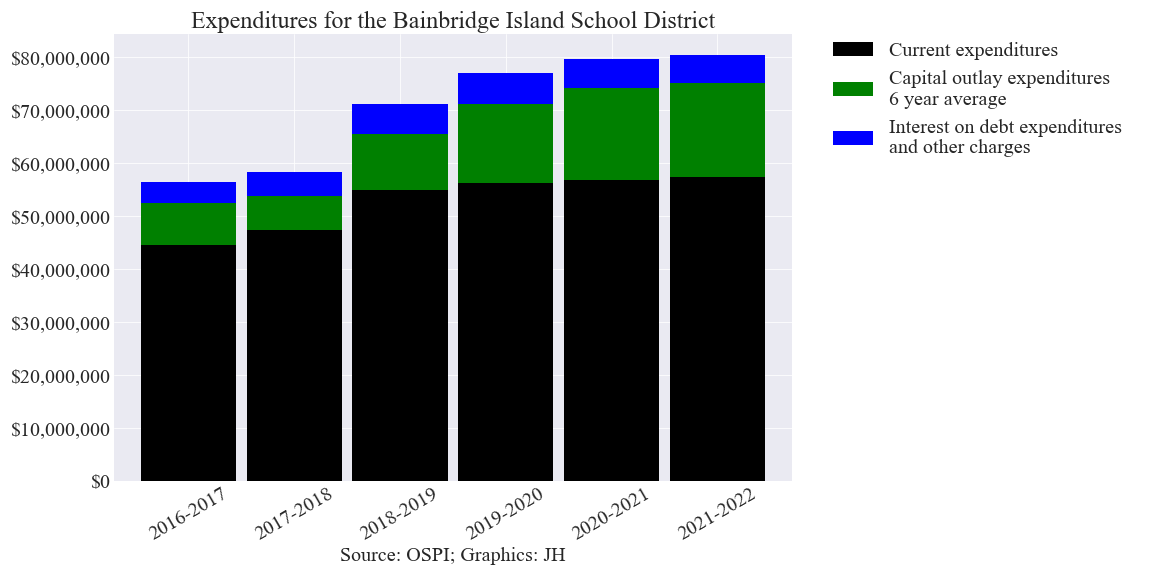 Expenditures for the Bainbridge Island School District
$80,000,000
$70,000,000
$60,000,000
$50,000,000
$40,000,000
$30,000,000
$20,000,000
$10,000,000
$0
2016-2017
2017-2018
2018-2019
2019-2020
2020-2021
2021-2022
Source: OSPI; Graphics: JH
Current expenditures
Capital outlay expenditures
6 year average
Interest on debt expenditures
and other charges